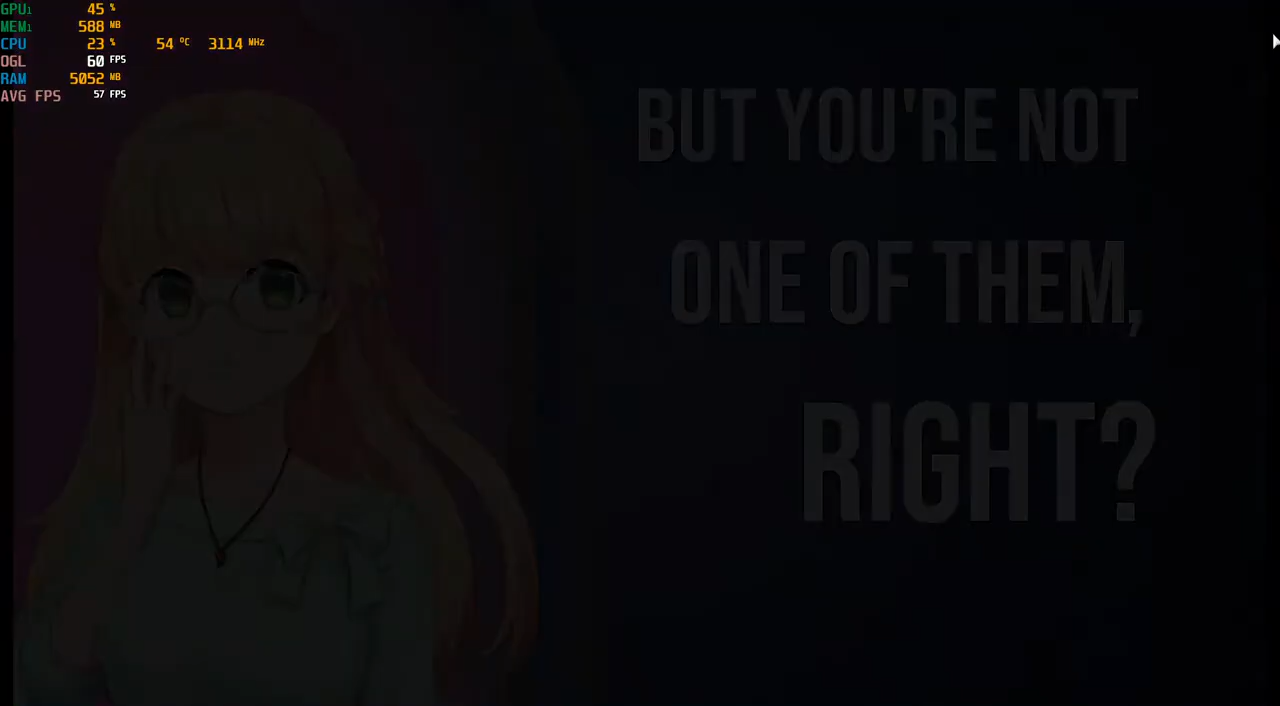 GPU1 45 %
MEM1 588 MB
CPU 23 % 54 °C 3114 MHz
OGL 60 FPS
RAM 5052 MB
AVG FPS 57 FPS
BUT YOU'RE NOT
ONE OF THEM,
RIGHT?